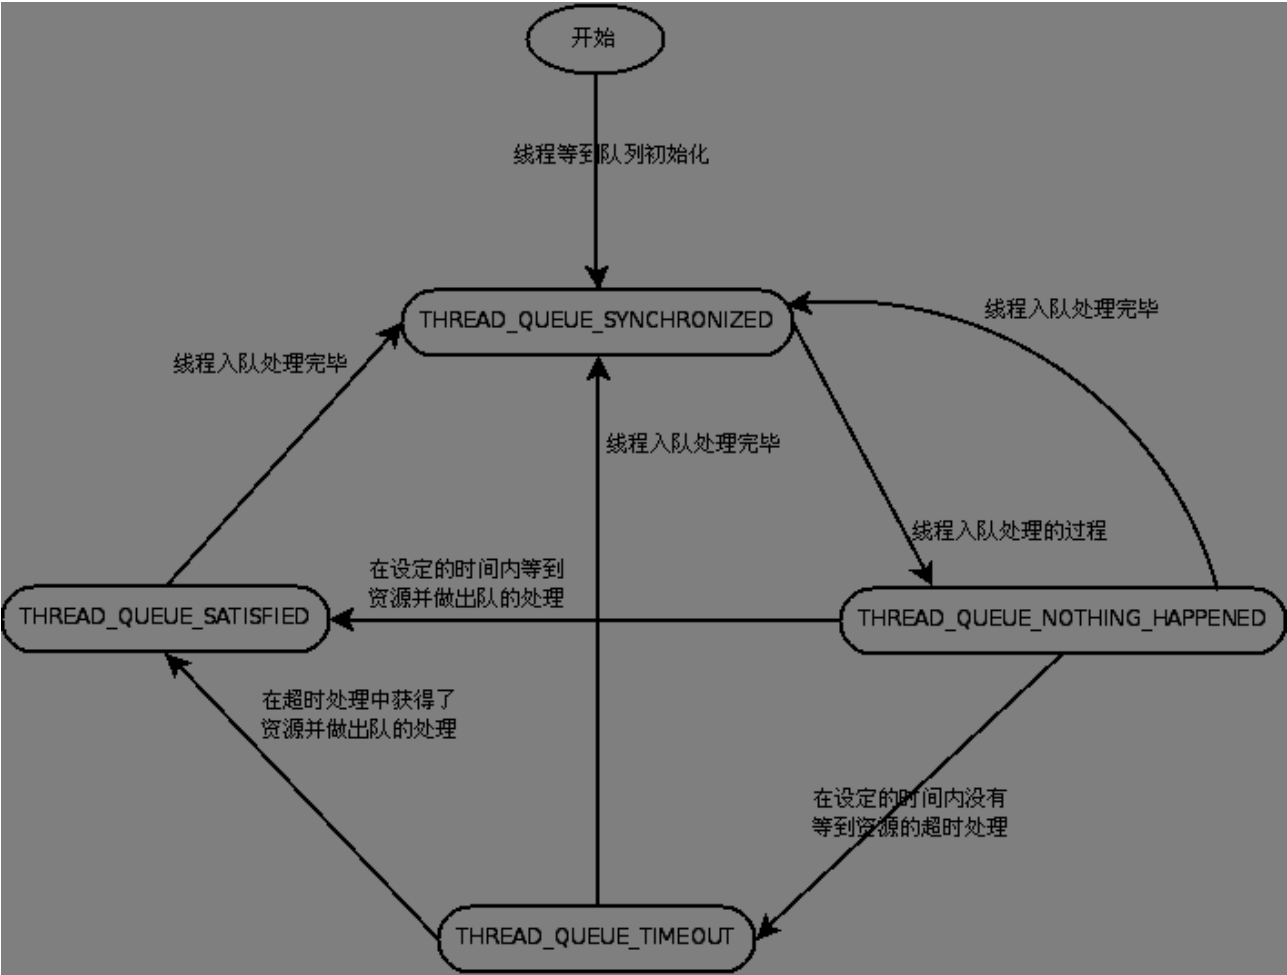 开始
线程等到队列初始化
THREAD_QUEUE_SYNCHRONIZED
线程入队处理完毕
线程入队处理完毕
线程入队处理完毕
线程入队处理的过程
在设定的时间内等到
资源并做出队的处理
THREAD_QUEUE_SATISFIED
THREAD_QUEUE_NOTHING_HAPPENED
在超时处理中获得了
资源并做出队的处理
在设定的时间内没有
等到资源的超时处理
THREAD_QUEUE_TIMEOUT